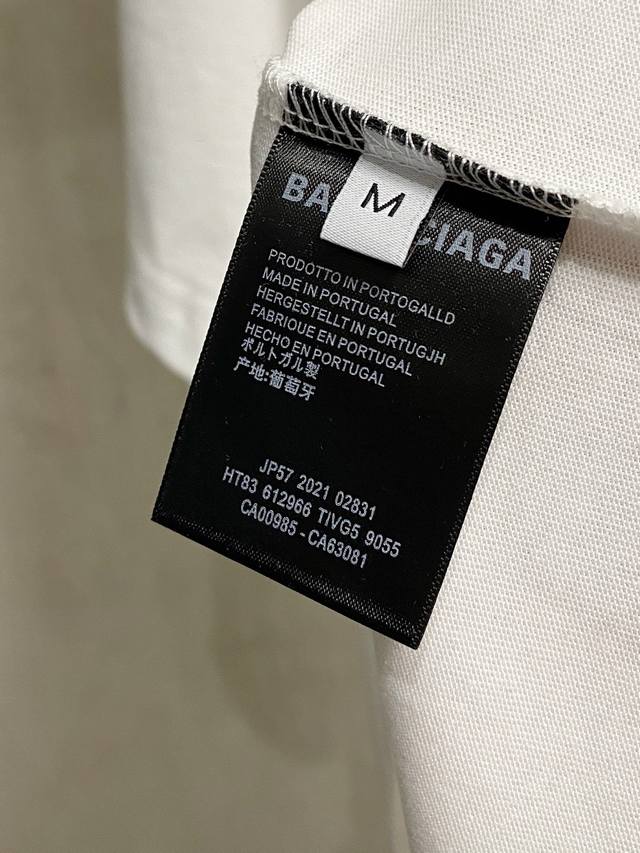 BA CIAGA
M
PRODOTTO IN PORTOGALLD
MADE IN PORTUGAL
HERGESTELLT IN PORTUGJH
FABRIQUE EN PORTUGAL
HECHO EN PORTUGAL
ポルトガル製
产地:葡萄牙
JP57 2021 02831
HT83 612966 TIVG5 9055
CA00985 - CA63081